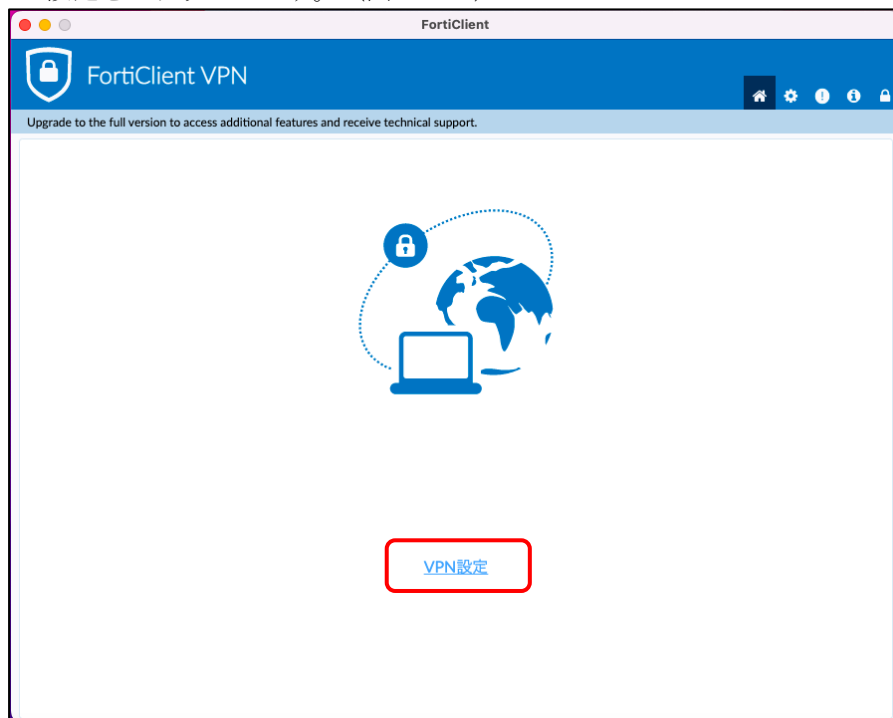 FortiClient
FortiClient VPN
Upgrade to the full version to access additional features and receive technical support.
VPN設定